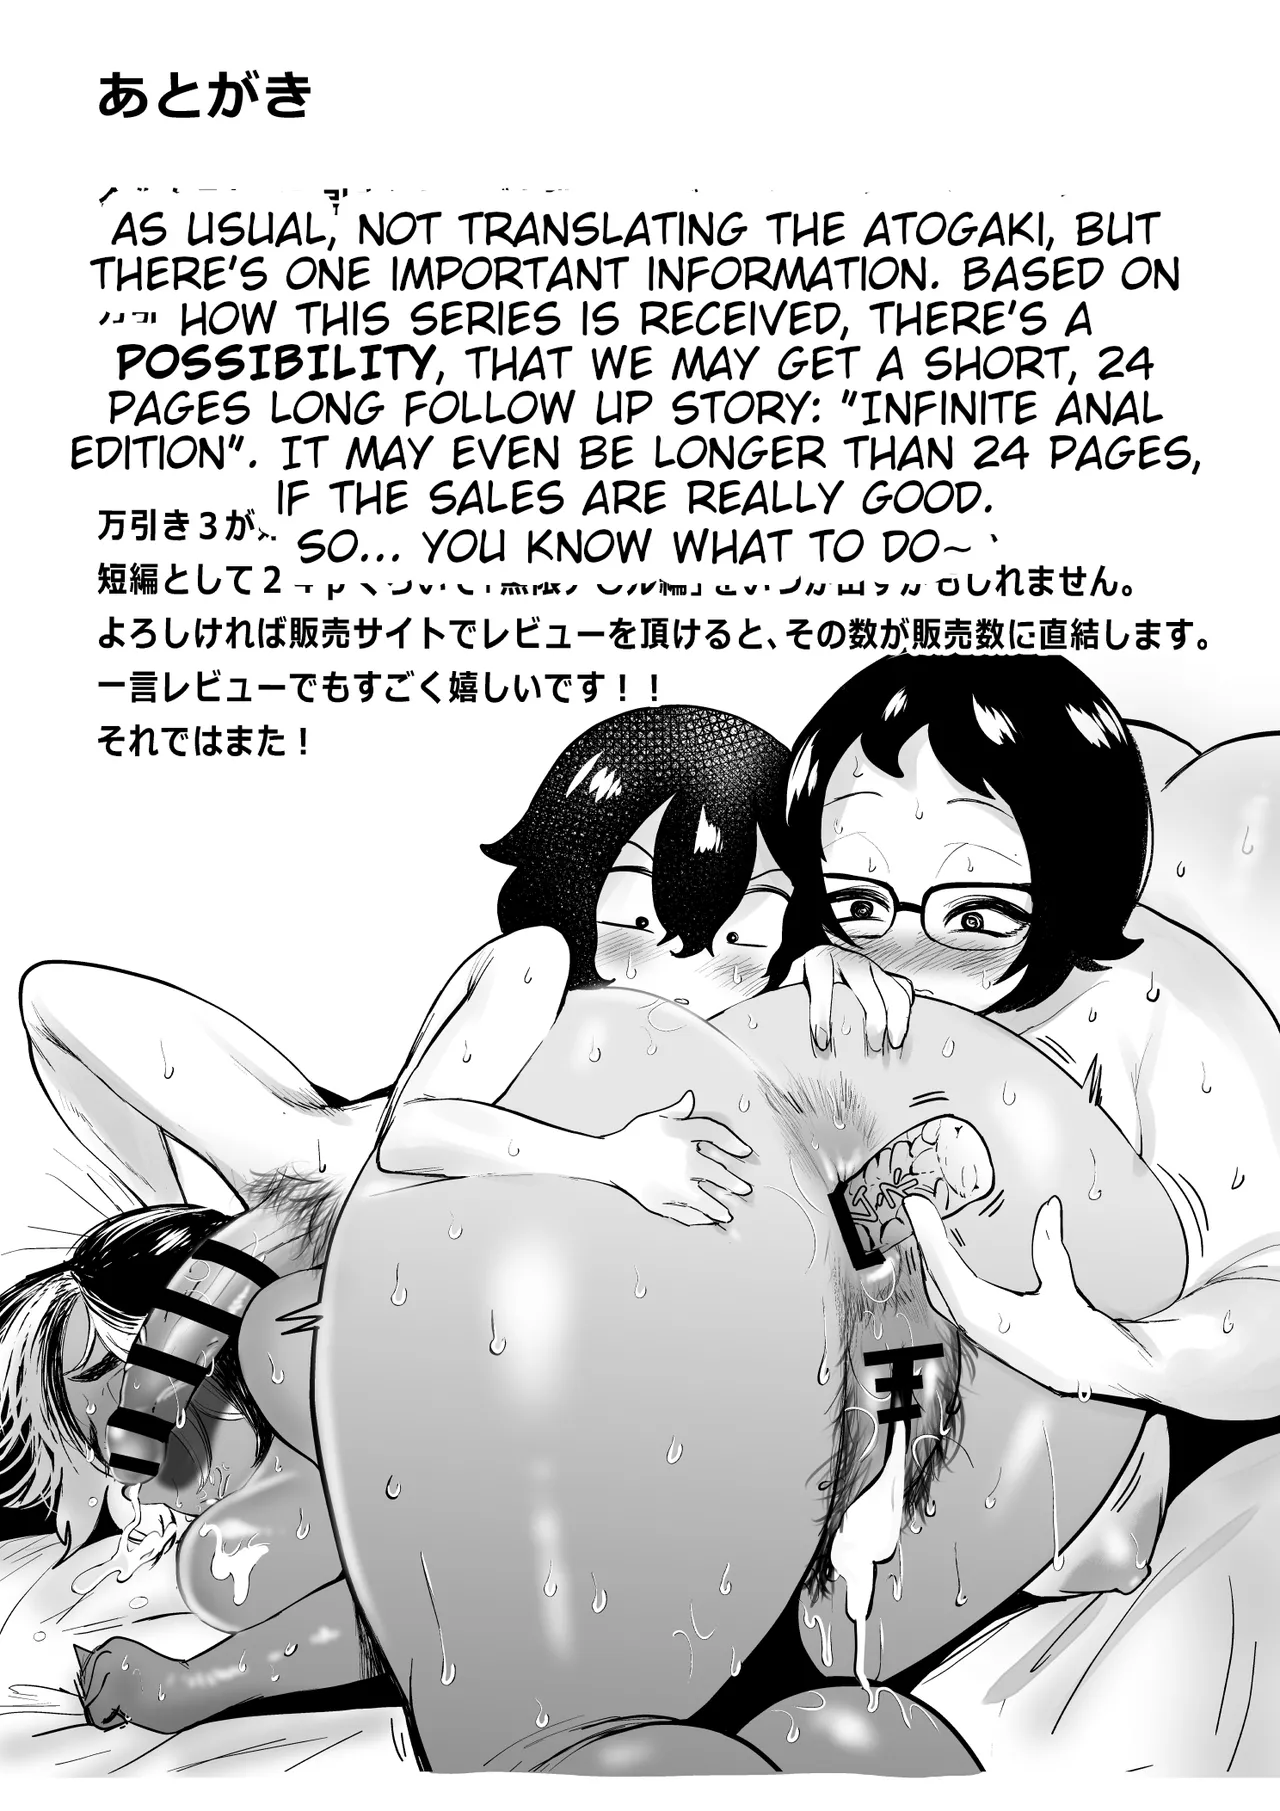 あとがき
AS USUAL, NOT TRANSLATING THE ATOGAKI, BUT
THERE'S ONE IMPORTANT INFORMATION. BASED ON
HOW THIS SERIES IS RECEIVED, THERE'S A
POSSIBILITY, THAT WE MAY GET A SHORT, 24
PAGES LONG FOLLOW UP STORY: "INFINITE ANAL
EDITION". IT MAY EVEN BE LONGER THAN 24 PAGES,
IF THE SALES ARE REALLY GOOD.
万引き3が
SO... YOU KNOW WHAT TO DO~
短編として2 しれません。
よろしければ販売サイトでレビューを頂けると、その数が販売数に直結します。
一言レビューでもすごく嬉しいです!!
それではまた!